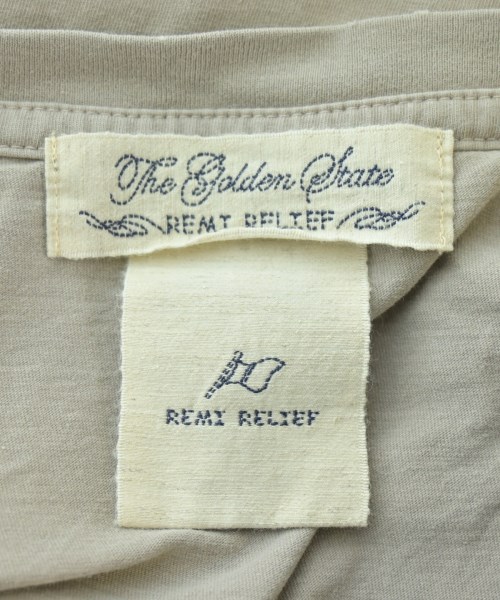 The Golden State
REMI RELIEF
REMI RELIEF